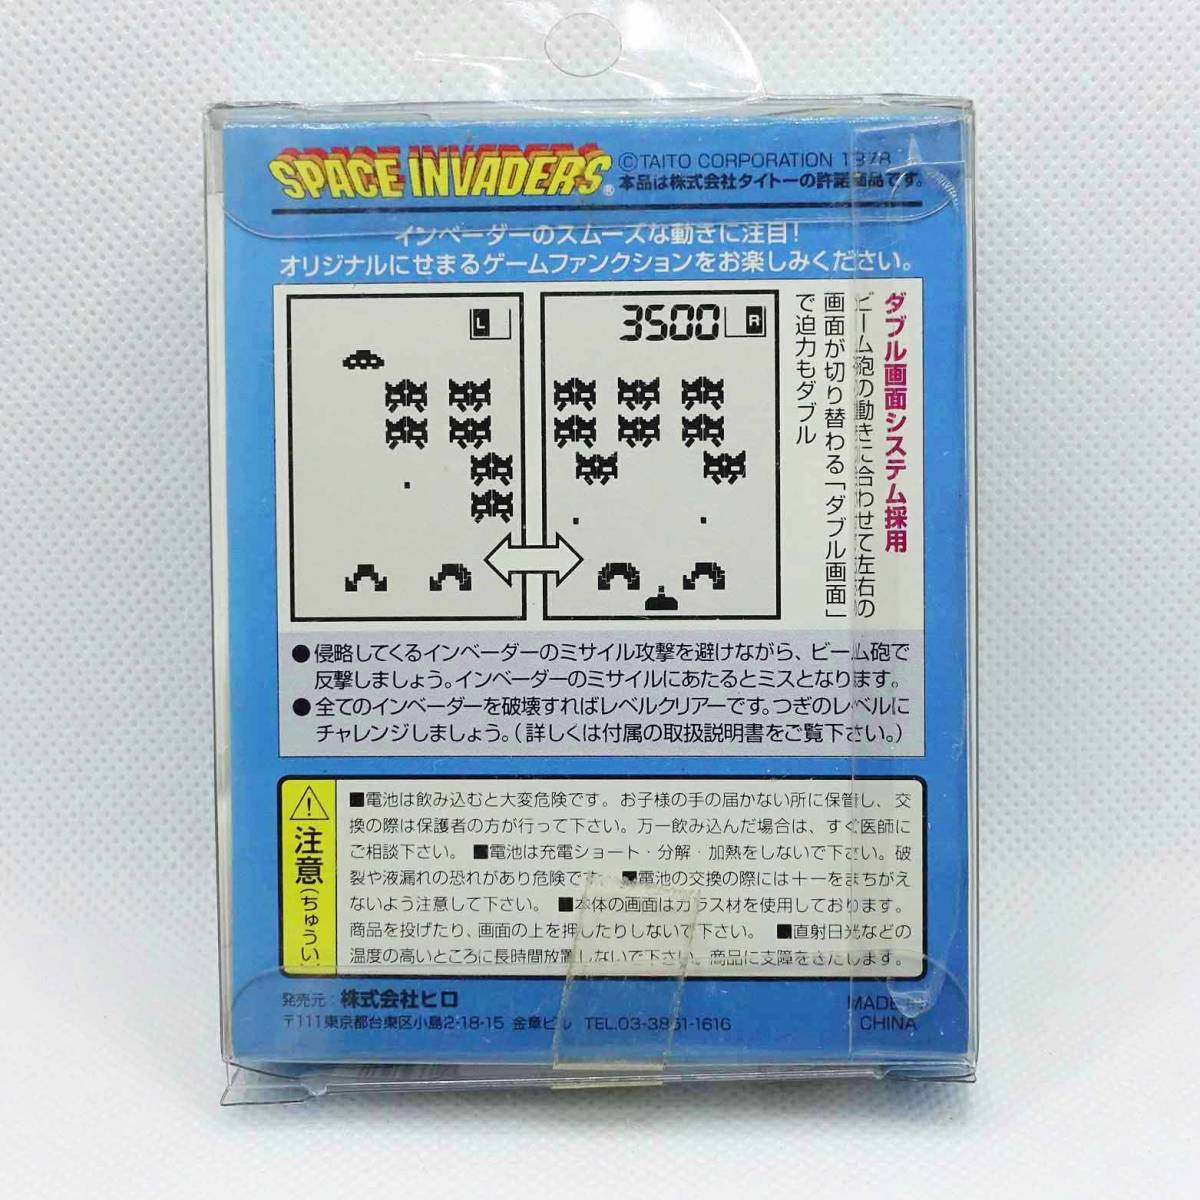 SPACE INVADERS®
©TAITO CORPORATION 1978
本品は株式会社タイトーの許諾商品です。
インベーダーのスムーズな動きに注目!
オリジナルにせまるゲームファンクションをお楽しみください。
L
3500
R
ダブル画面システム採用
ビーム砲の動きに合わせて左右の
画面が切り替わる「ダブル画面」
で迫力もダブル
●侵略してくるインベーダーのミサイル攻撃を避けながら、ビーム砲で
反撃しましょう。インベーダーのミサイルにあたるとミスとなります。
●全てのインベーダーを破壊すればレベルクリアーです。つぎのレベルに
チャレンジしましょう。(詳しくは付属の取扱説明書をご覧下さい。)
注意(ちゅうい)
■電池は飲み込むと大変危険です。お子様の手の届かない所に保管し、交
換の際は保護者の方が行って下さい。万一飲み込んだ場合は、すぐ医師に
ご相談下さい。■電池は充電ショート・分解・加熱をしないで下さい。破
裂や液漏れの恐れがあり危険です。■電池の交換の際には+-をまちがえ
ないよう注意して下さい。■本体の画面はガラス材を使用しております。
商品を投げたり、画面の上を押したりしないで下さい。■直射日光などの
温度の高いところに長時間放置しないで下さい。商品に支障をきたします。
発売元:株式会社ヒロ
〒111東京都台東区小島2-18-15 金章ビル TEL.03-3851-1616
MADE IN
CHINA